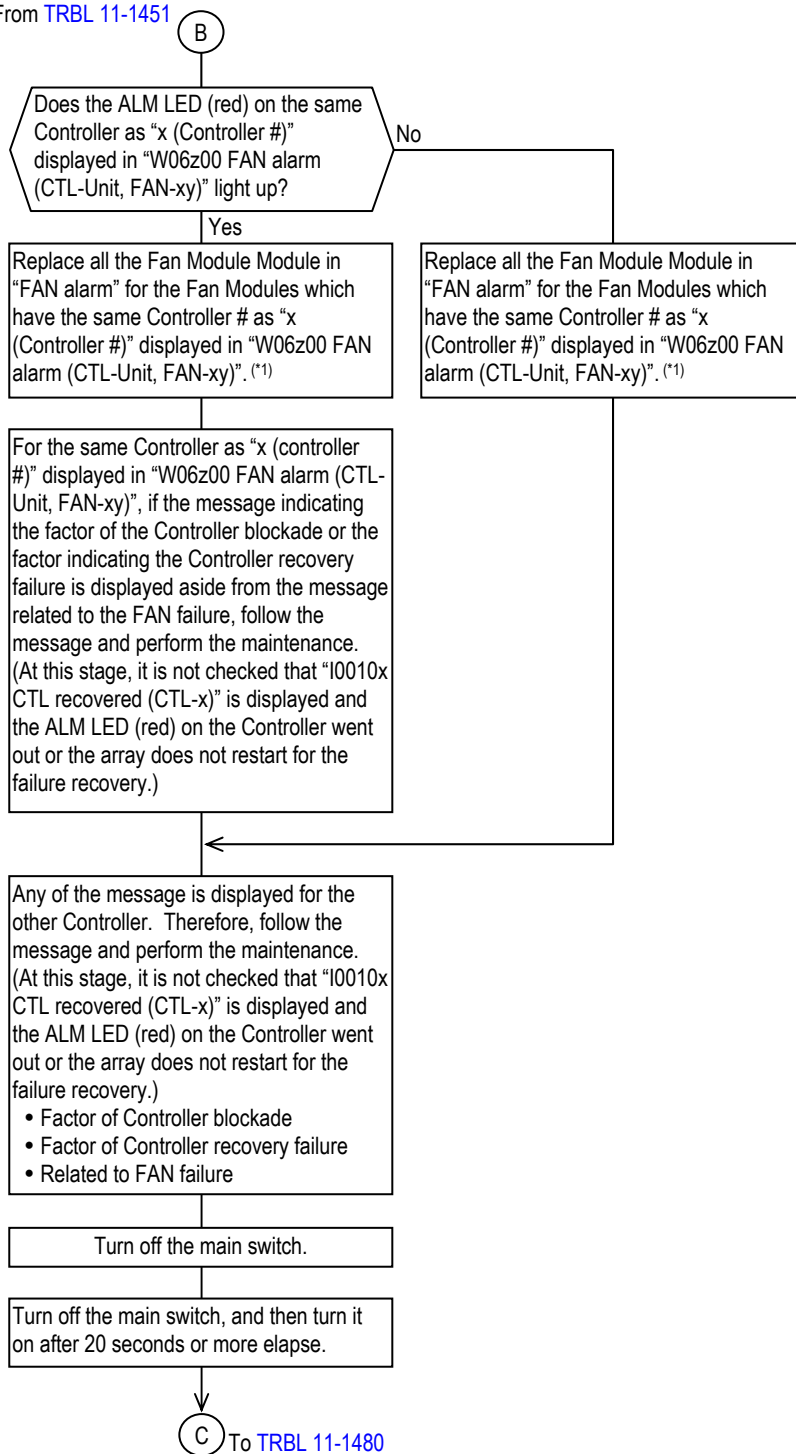 From TRBL 11-1451
B
Does the ALM LED (red) on the same
Controller as “x (Controller #)”
displayed in “W06z00 FAN alarm
(CTL-Unit, FAN-xy)” light up?
No
Yes
Replace all the Fan Module Module in
“FAN alarm” for the Fan Modules which
have the same Controller # as “x
(Controller #)” displayed in “W06z00 FAN
alarm (CTL-Unit, FAN-xy)”. (*1)
Replace all the Fan Module Module in
“FAN alarm” for the Fan Modules which
have the same Controller # as “x
(Controller #)” displayed in “W06z00 FAN
alarm (CTL-Unit, FAN-xy)”. (*1)
For the same Controller as “x (controller
#)” displayed in “W06z00 FAN alarm (CTL-
Unit, FAN-xy)”, if the message indicating
the factor of the Controller blockade or the
factor indicating the Controller recovery
failure is displayed aside from the message
related to the FAN failure, follow the
message and perform the maintenance.
(At this stage, it is not checked that “I0010x
CTL recovered (CTL-x)” is displayed and
the ALM LED (red) on the Controller went
out or the array does not restart for the
failure recovery.)
Any of the message is displayed for the
other Controller.  Therefore, follow the
message and perform the maintenance.
(At this stage, it is not checked that “I0010x
CTL recovered (CTL-x)” is displayed and
the ALM LED (red) on the Controller went
out or the array does not restart for the
failure recovery.)
• Factor of Controller blockade
• Factor of Controller recovery failure
• Related to FAN failure
Turn off the main switch.
Turn off the main switch, and then turn it
on after 20 seconds or more elapse.
C
To TRBL 11-1480